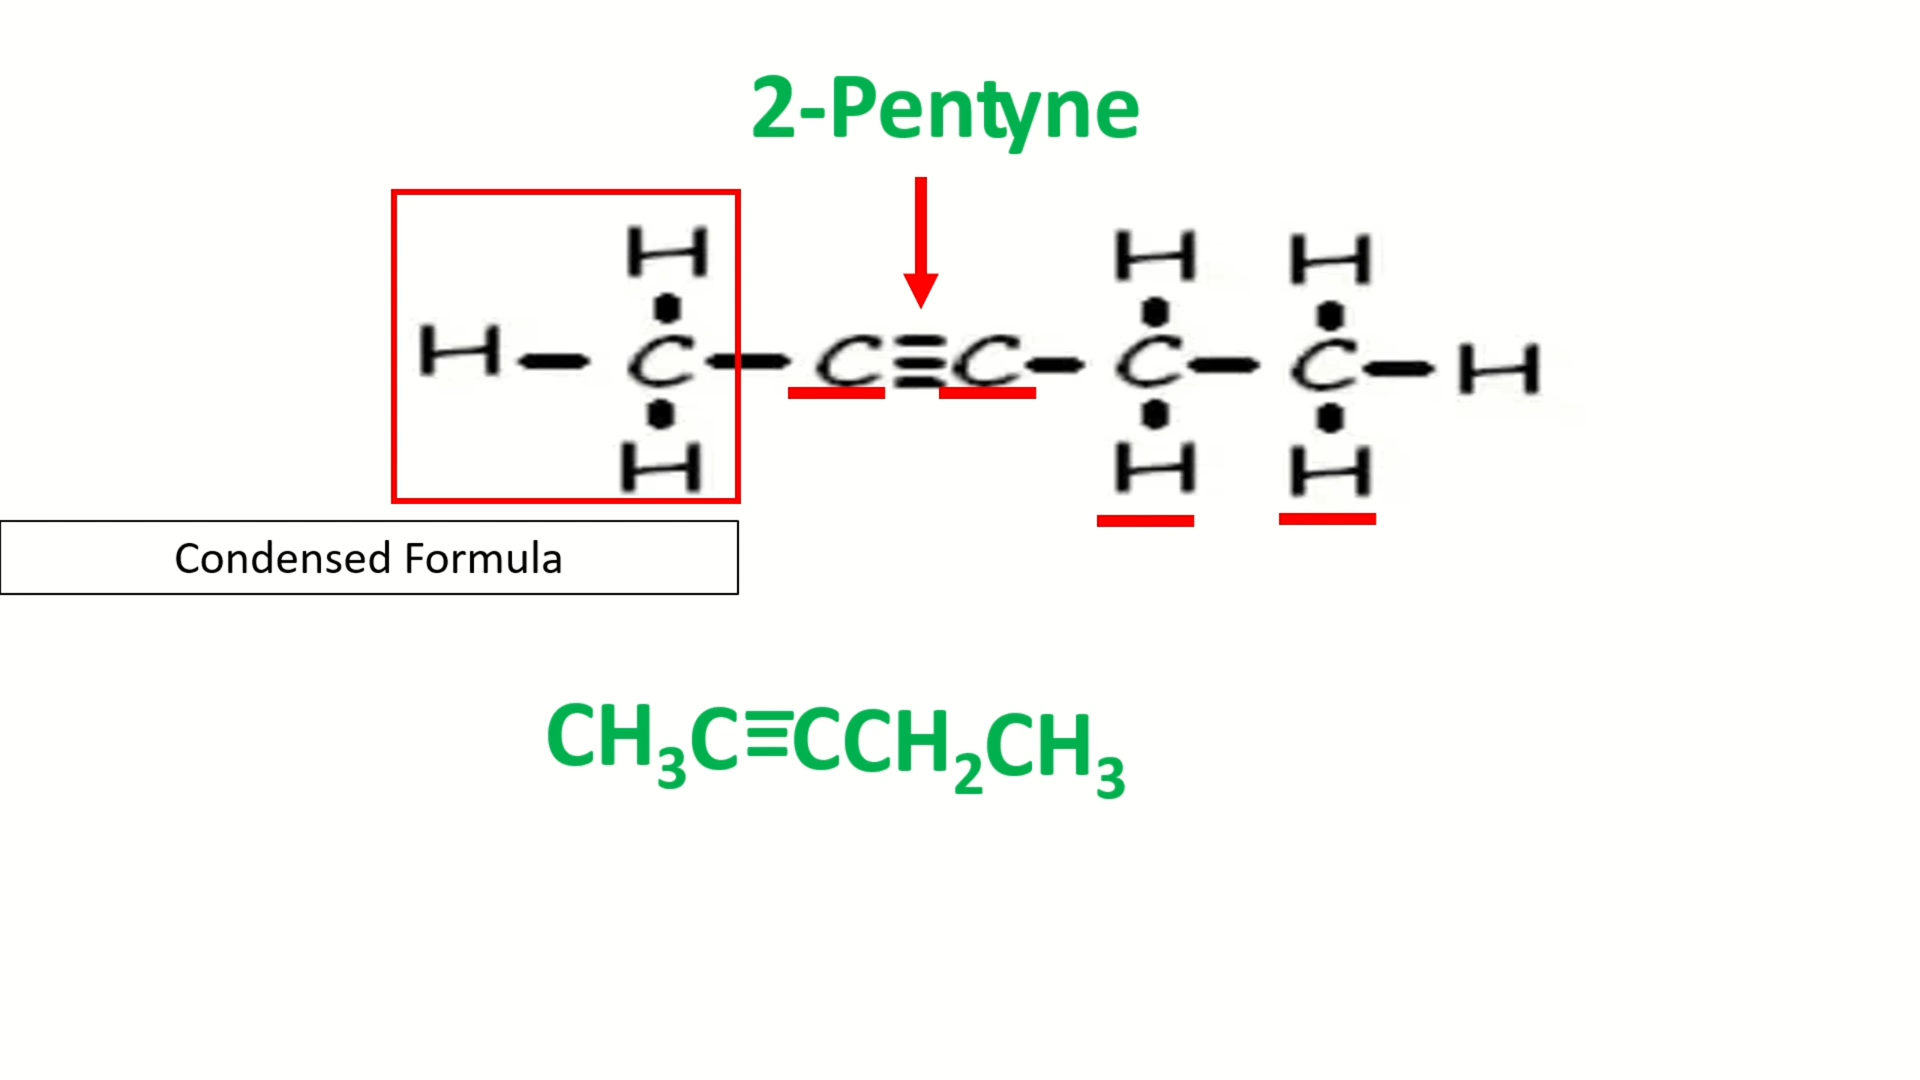 2-Pentyne
H H H
H C C≡C C C H
H H H
Condensed Formula
CH₃C≡CCH₂CH₃